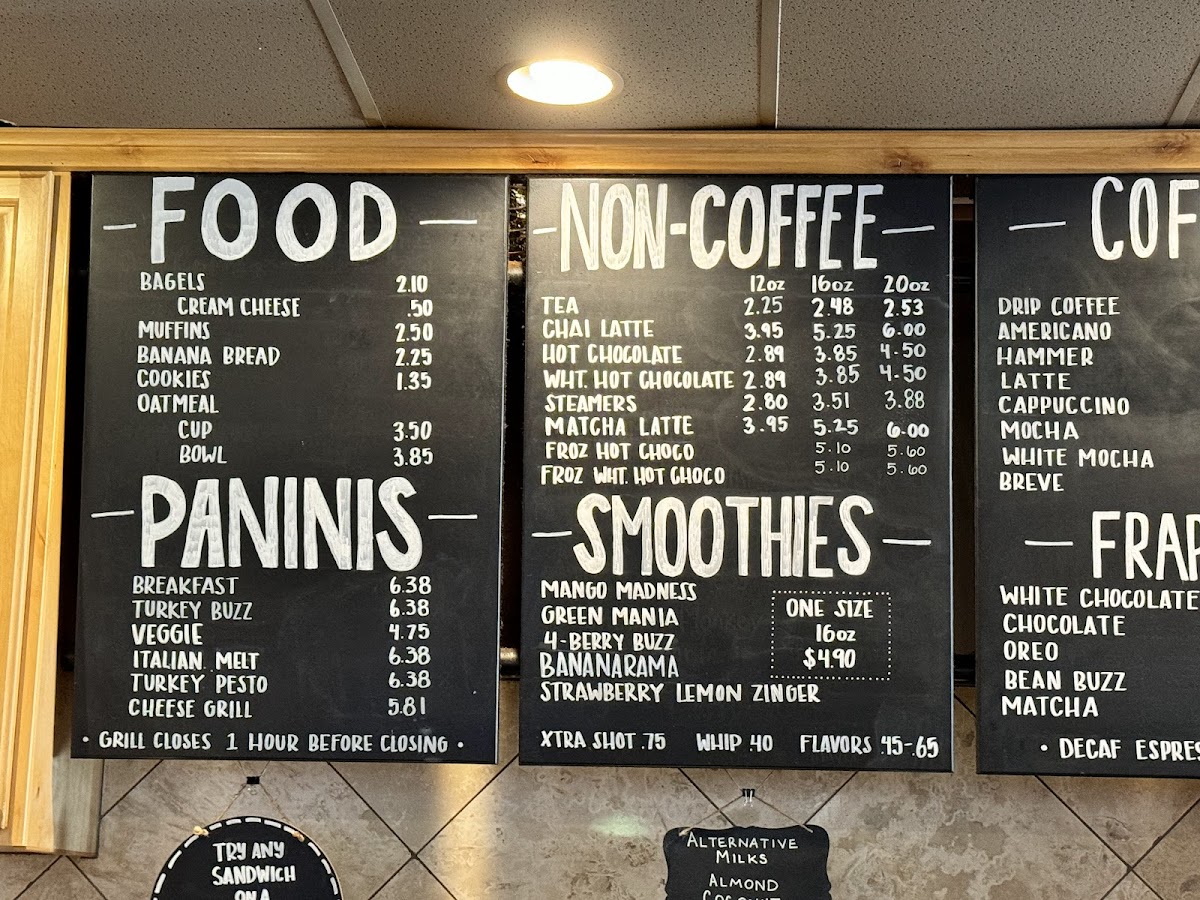 FOOD
BAGELS 2.10
CREAM CHEESE .50
MUFFINS 2.50
BANANA BREAD 2.25
COOKIES 1.35
OATMEAL
CUP 3.50
BOWL 3.85
PANINIS
BREAKFAST 6.38
TURKEY BUZZ 6.38
VEGGIE 4.75
ITALIAN MELT 6.38
TURKEY PESTO 6.38
CHEESE GRILL 5.81
• GRILL CLOSES 1 HOUR BEFORE CLOSING •
NON-COFFEE
12oz 16oz 20oz
TEA 2.25 2.48 2.53
CHAI LATTE 3.95 5.25 6.00
HOT CHOCOLATE 2.89 3.85 4.50
WHT. HOT CHOCOLATE 2.89 3.85 4.50
STEAMERS 2.80 3.51 3.88
MATCHA LATTE 3.95 5.25 6.00
FROZ HOT CHOCO 5.10 5.60
FROZ WHT. HOT CHOCO 5.10 5.60
SMOOTHIES
MANGO MADNESS
GREEN MANIA
4-BERRY BUZZ
BANANARAMA
STRAWBERRY LEMON ZINGER
ONE SIZE
16oz
$4.90
XTRA SHOT .75 WHIP .40 FLAVORS .45-.65
COF
DRIP COFFEE
AMERICANO
HAMMER
LATTE
CAPPUCCINO
MOCHA
WHITE MOCHA
BREVE
FRAP
WHITE CHOCOLATE
CHOCOLATE
OREO
BEAN BUZZ
MATCHA
• DECAF ESPRES
TRY ANY
SANDWICH
ON A
ALTERNATIVE
MILKS
ALMOND
COCONUT